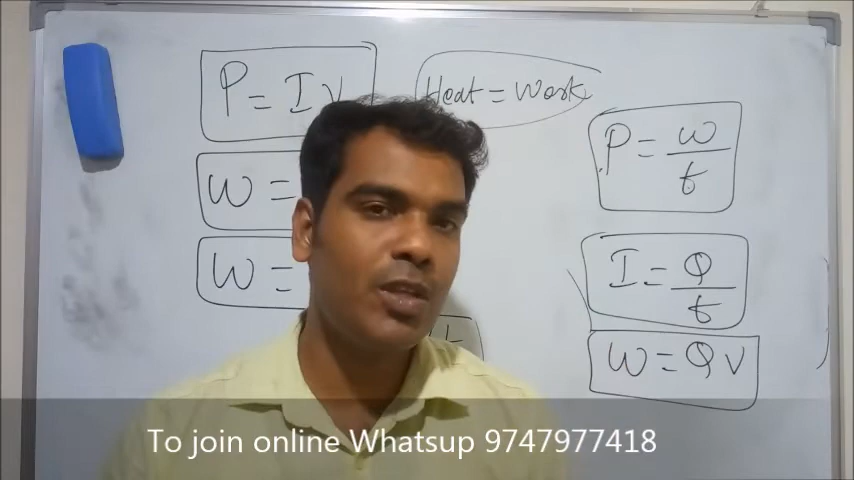 P = IV
Heat = Work
P = W/t
W =
I = Q/t
W =
W = QV
To join online Whatsup 9747977418